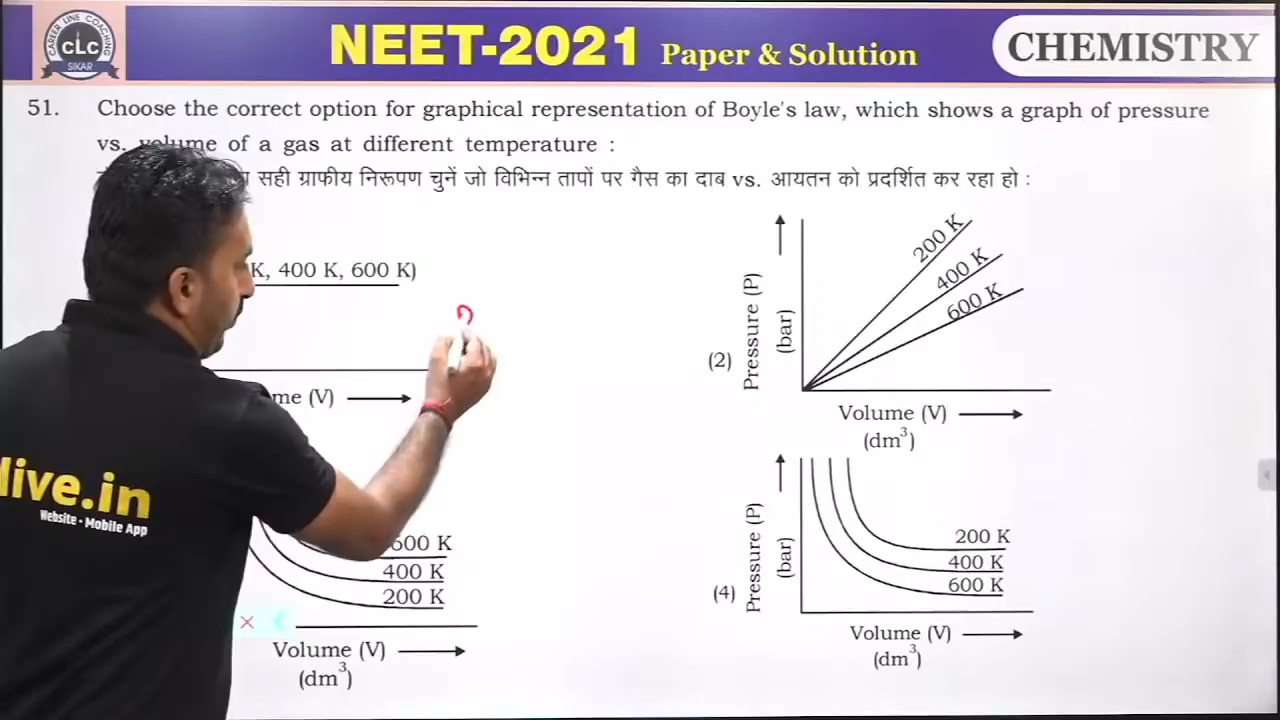 CAREER LINE COACHING
CLC
SIKAR
NEET-2021 Paper & Solution
CHEMISTRY
51. Choose the correct option for graphical representation of Boyle's law, which shows a graph of pressure
vs. volume of a gas at different temperature :
सही ग्राफीय निरूपण चुनें जो विभिन्न तापों पर गैस का दाब vs. आयतन को प्रदर्शित कर रहा हो :
K, 400 K, 600 K)
me (V)
(2)
Pressure (P)
(bar)
200 K
400 K
600 K
Volume (V)
(dm³)
live.in
Website • Mobile App
600 K
400 K
200 K
Volume (V)
(dm³)
(4)
Pressure (P)
(bar)
200 K
400 K
600 K
Volume (V)
(dm³)